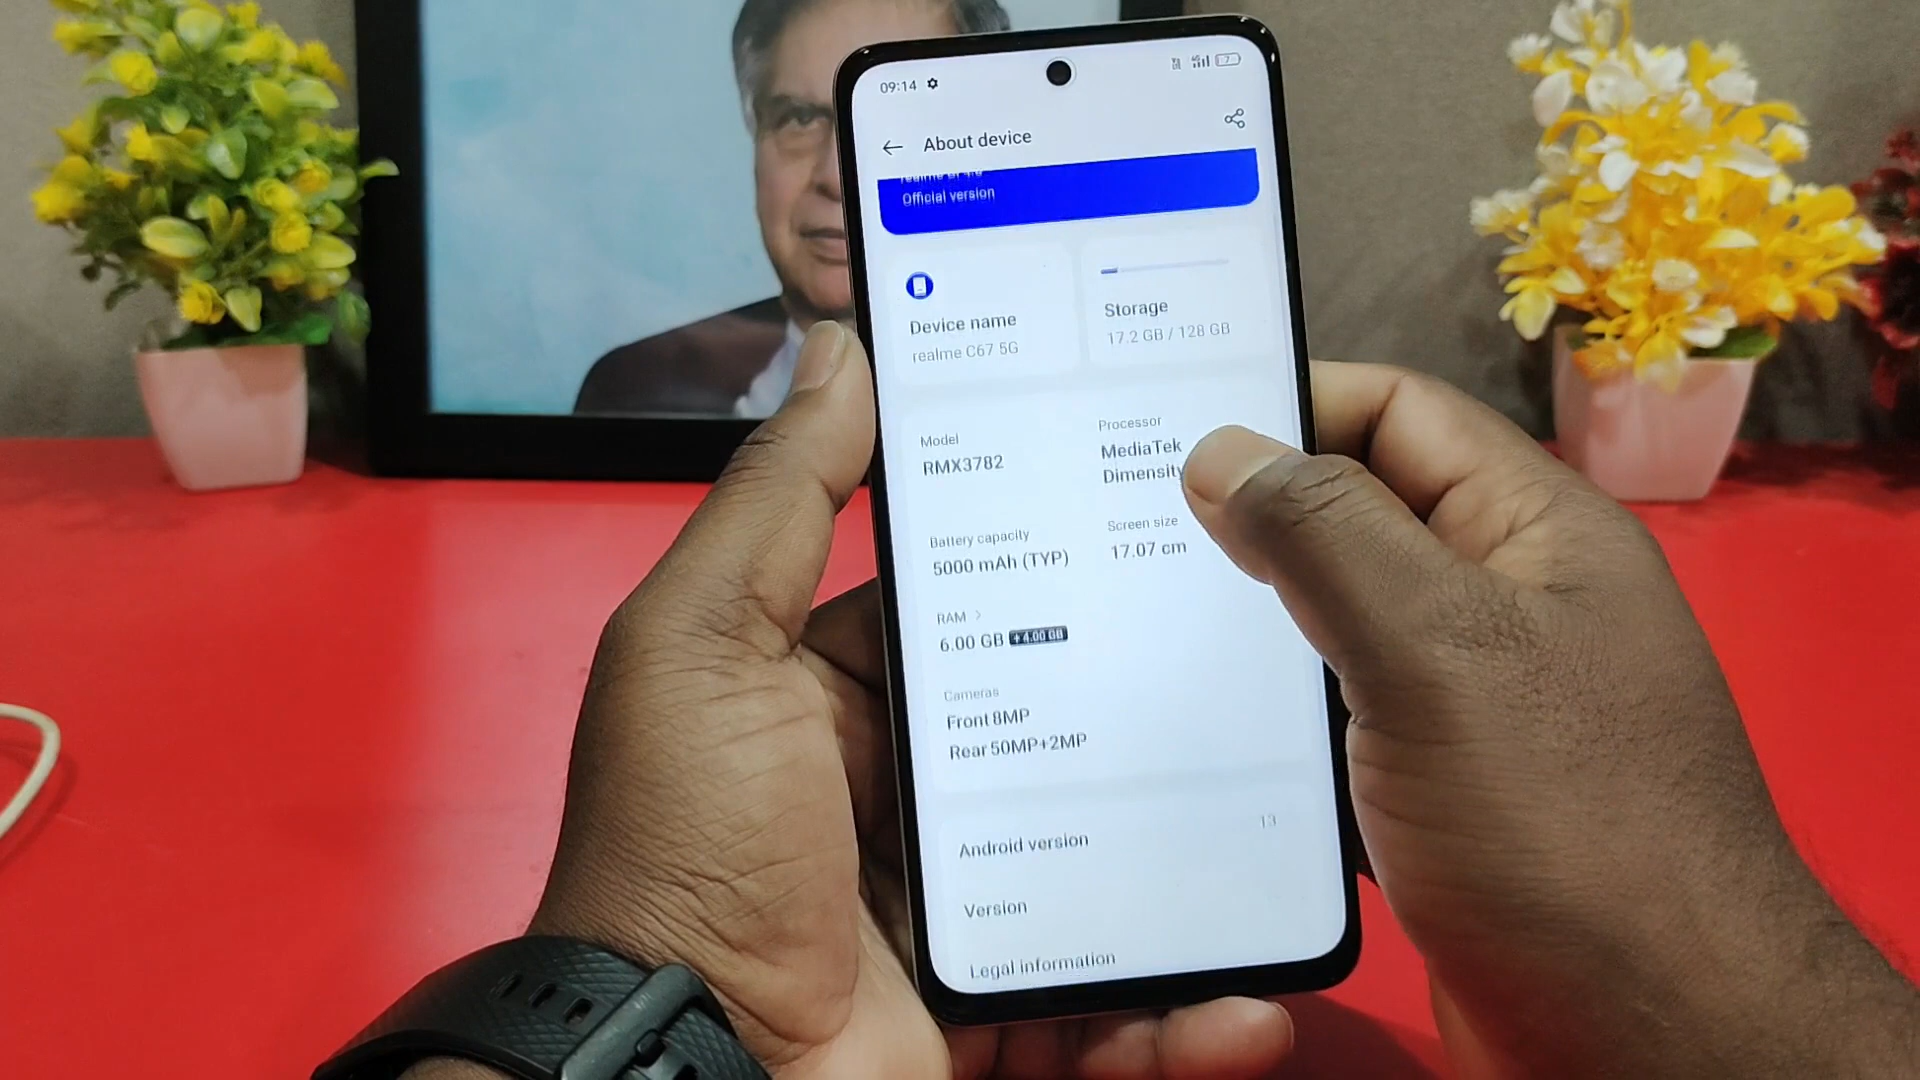 09:14
7
About device
Official version
Device name
realme C67 5G
Storage
17.2 GB / 128 GB
Model
RMX3782
Processor
MediaTek
Dimensity
Battery capacity
5000 mAh (TYP)
Screen size
17.07 cm
RAM >
6.00 GB + 4.00 GB
Cameras
Front 8MP
Rear 50MP+2MP
Android version
13
Version
Legal information